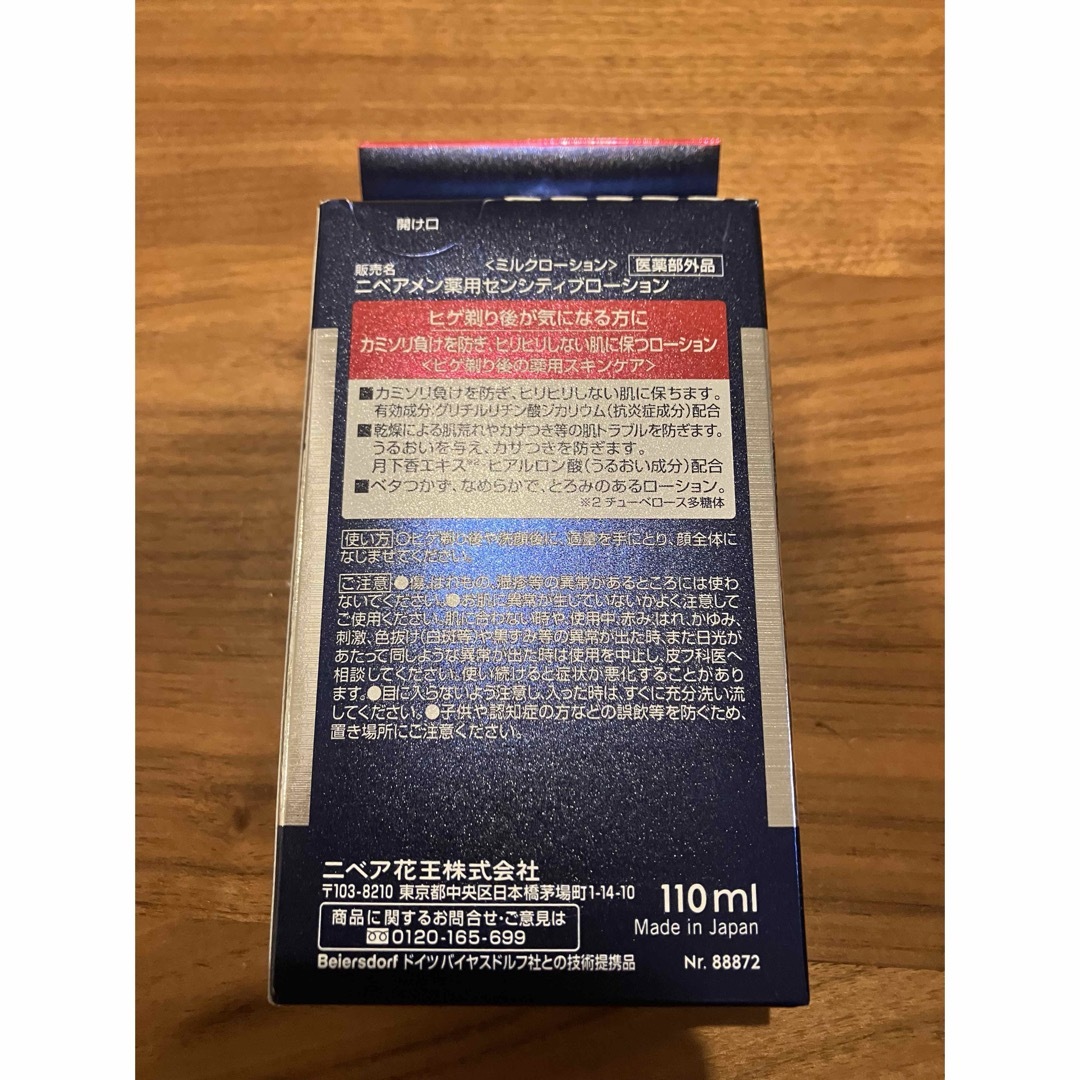 開け口
<ミルクローション> 医薬部外品
販売名
ニベアメン薬用センシティブローション
ヒゲ剃り後が気になる方に
カミソリ負けを防ぎ、ヒリヒリしない肌に保つローション
<ヒゲ剃り後の薬用スキンケア>
■カミソリ負けを防ぎ、ヒリヒリしない肌に保ちます。
有効成分:グリチルリチン酸ジカリウム(抗炎症成分)配合
■乾燥による肌荒れやカサつき等の肌トラブルを防ぎます。
うるおいを与え、カサつきを防ぎます。
月下香エキス※2・ヒアルロン酸(うるおい成分)配合
■ベタつかず、なめらかで、とろみのあるローション。
※2 チューベローズ多糖体
使い方 ○ヒゲ剃り後や洗顔後に、適量を手にとり、顔全体に
なじませてください。
ご注意 ●傷、はれもの、湿疹等の異常があるところには使わ
ないでください。●お肌に異常が生じていないかよく注意して
ご使用ください。肌に合わない時や、使用中、赤み、はれ、かゆみ、
刺激、色抜け(白斑等)や黒ずみ等の異常が出た時、また日光が
あたって同じような異常が出た時は使用を中止し、皮フ科医へ
相談してください。使い続けると症状が悪化することがあり
ます。●目に入らないよう注意し、入った時は、すぐに充分洗い流
してください。●子供や認知症の方などの誤飲等を防ぐため、
置き場所にご注意ください。
ニベア花王株式会社
〒103-8210 東京都中央区日本橋茅場町1-14-10
110ml
商品に関するお問合せ・ご意見は
0120-165-699
Made in Japan
Beiersdorf ドイツ バイヤスドルフ社との技術提携品
Nr. 88872